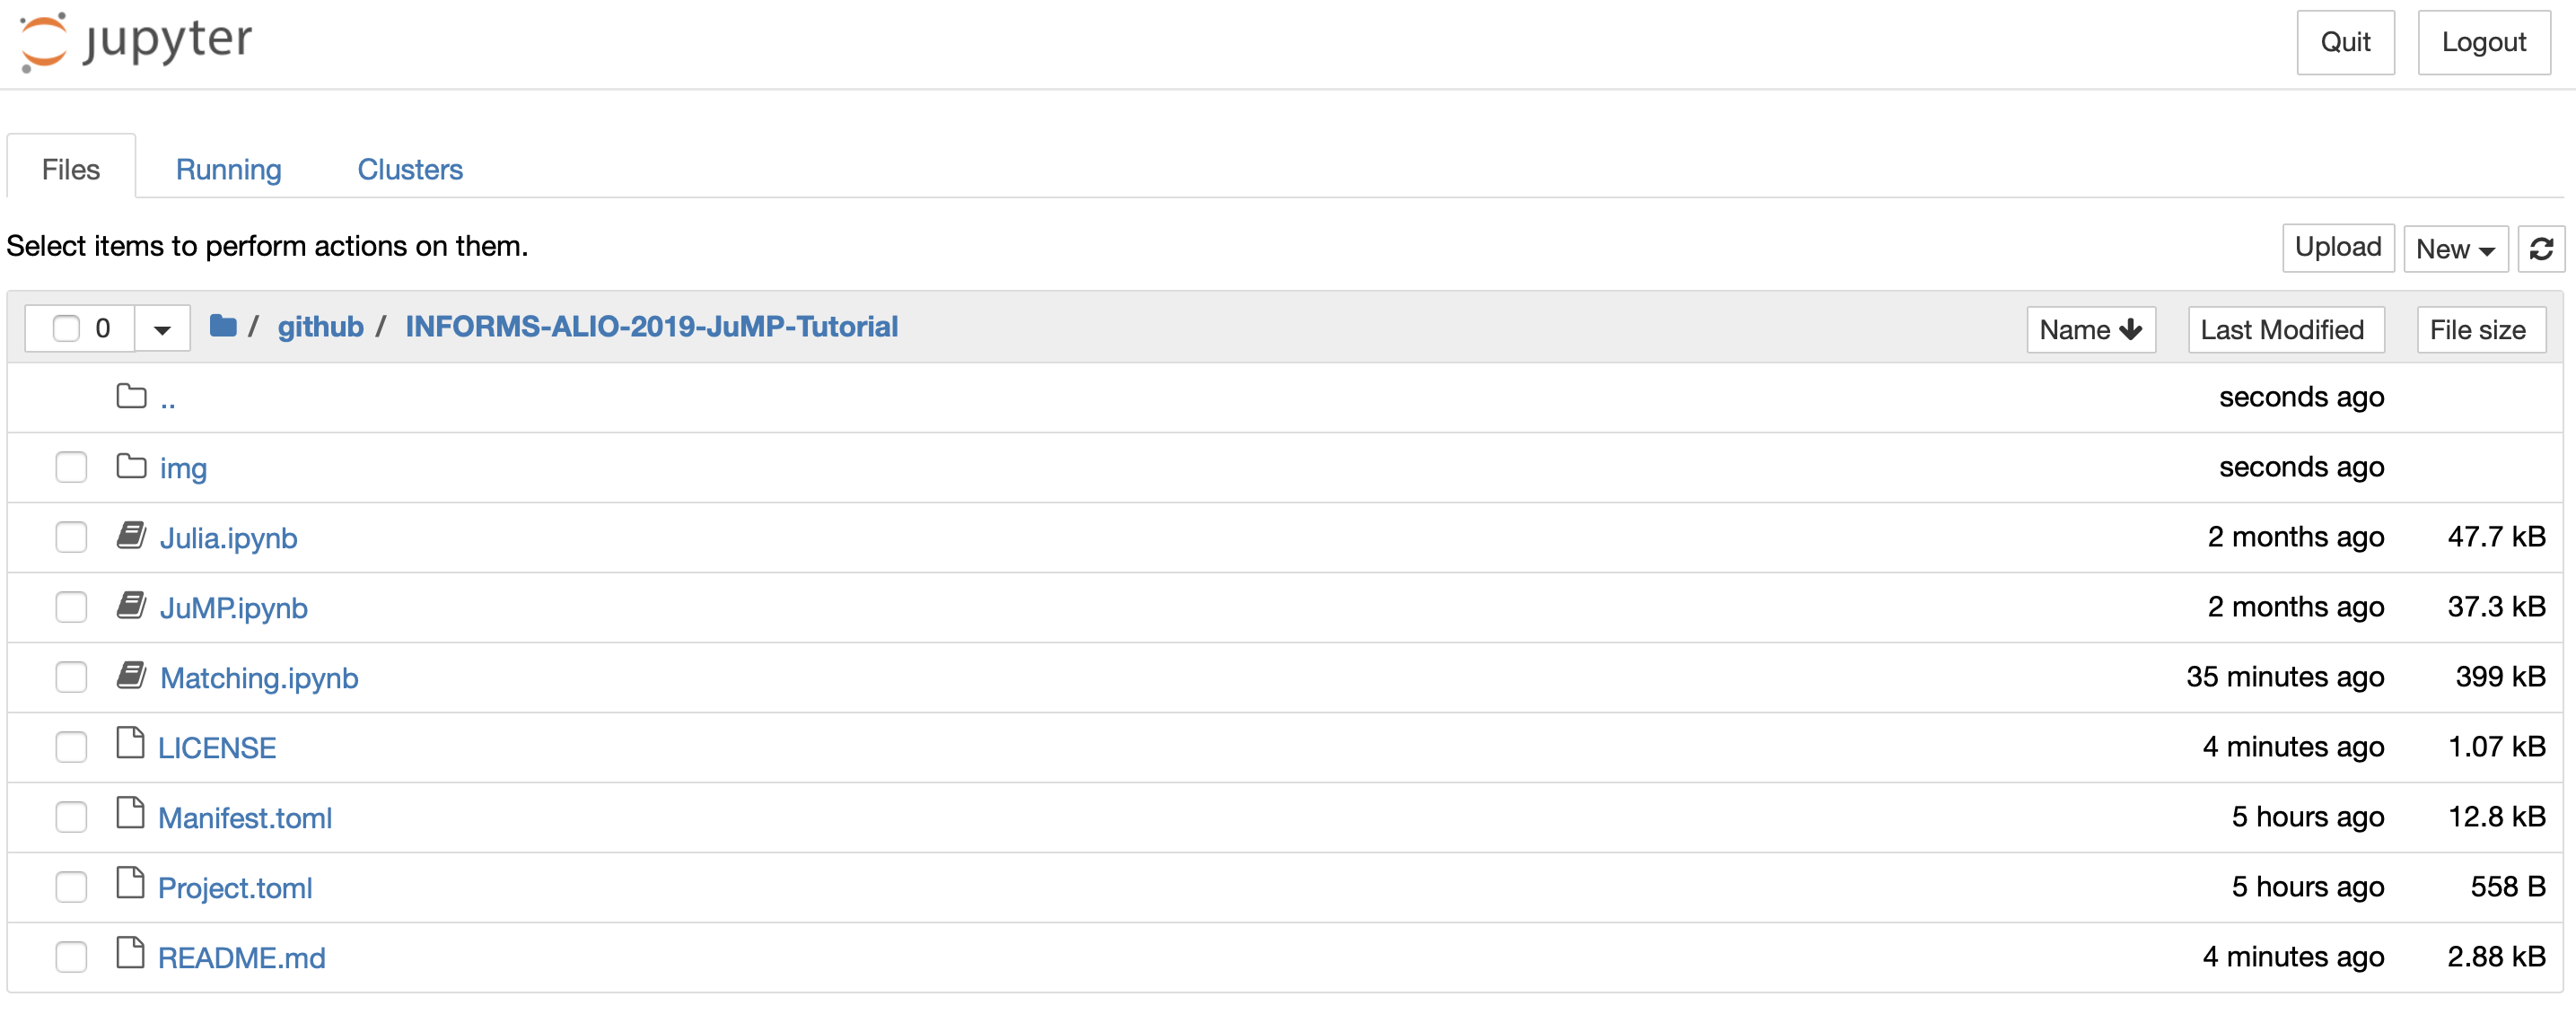 jupyter Quit Logout
Files Running Clusters
Select items to perform actions on them. Upload New
0 / github / INFORMS-ALIO-2019-JuMP-Tutorial Name Last Modified File size
.. seconds ago
img seconds ago
Julia.ipynb 2 months ago 47.7 kB
JuMP.ipynb 2 months ago 37.3 kB
Matching.ipynb 35 minutes ago 399 kB
LICENSE 4 minutes ago 1.07 kB
Manifest.toml 5 hours ago 12.8 kB
Project.toml 5 hours ago 558 B
README.md 4 minutes ago 2.88 kB